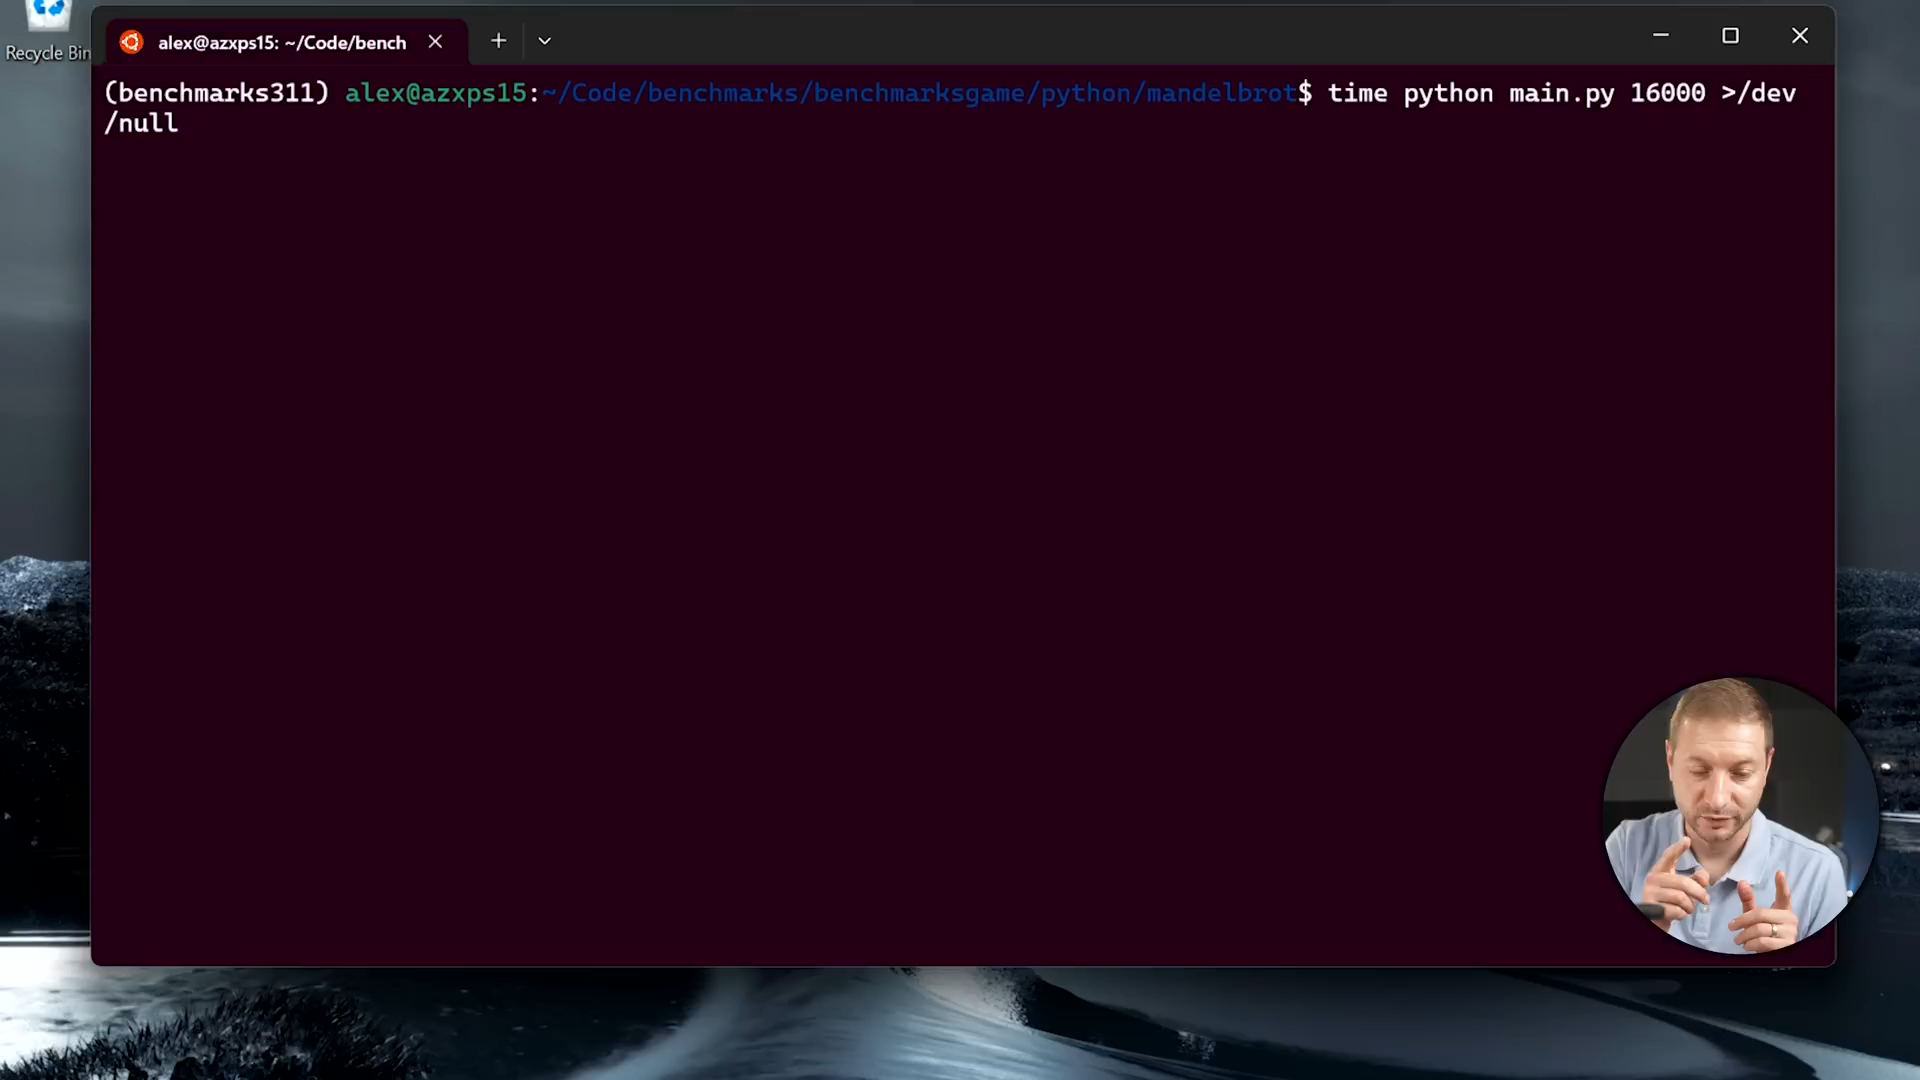 Recycle Bin
alex@azxps15: ~/Code/bench
(benchmarks311) alex@azxps15:~/Code/benchmarks/benchmarksgame/python/mandelbrot$ time python main.py 16000 >/dev
/null